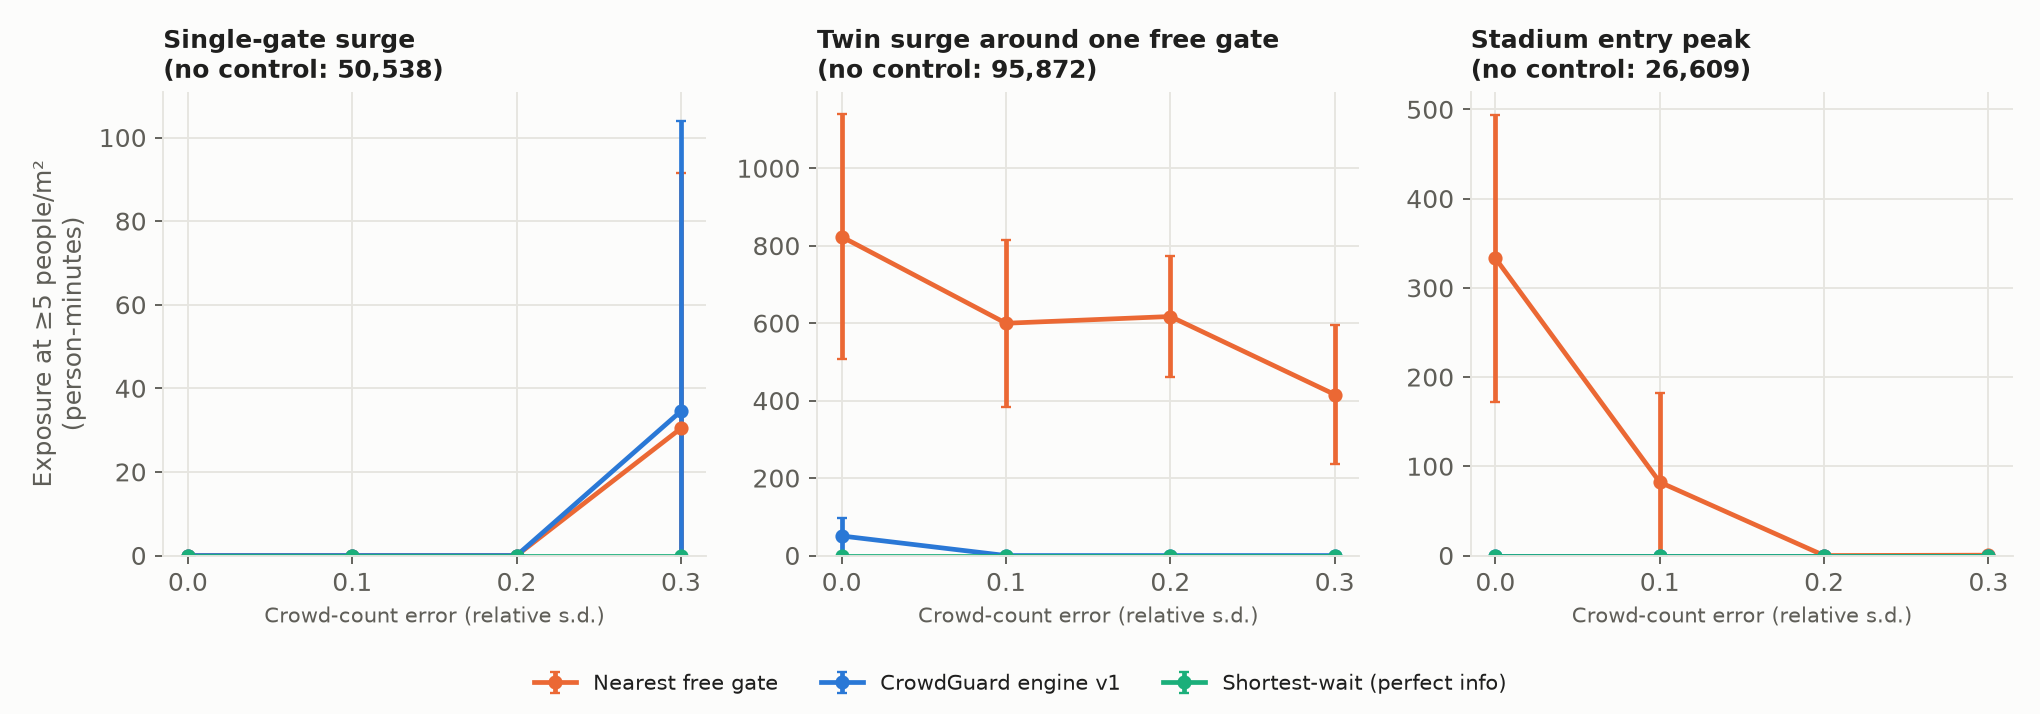 Single-gate surge
(no control: 50,538)
Twin surge around one free gate
(no control: 95,872)
Stadium entry peak
(no control: 26,609)
Exposure at ≥5 people/m²
(person-minutes)
100
80
60
40
20
0
0.0 0.1 0.2 0.3
Crowd-count error (relative s.d.)
1000
800
600
400
200
0
0.0 0.1 0.2 0.3
Crowd-count error (relative s.d.)
500
400
300
200
100
0
0.0 0.1 0.2 0.3
Crowd-count error (relative s.d.)
Nearest free gate CrowdGuard engine v1 Shortest-wait (perfect info)